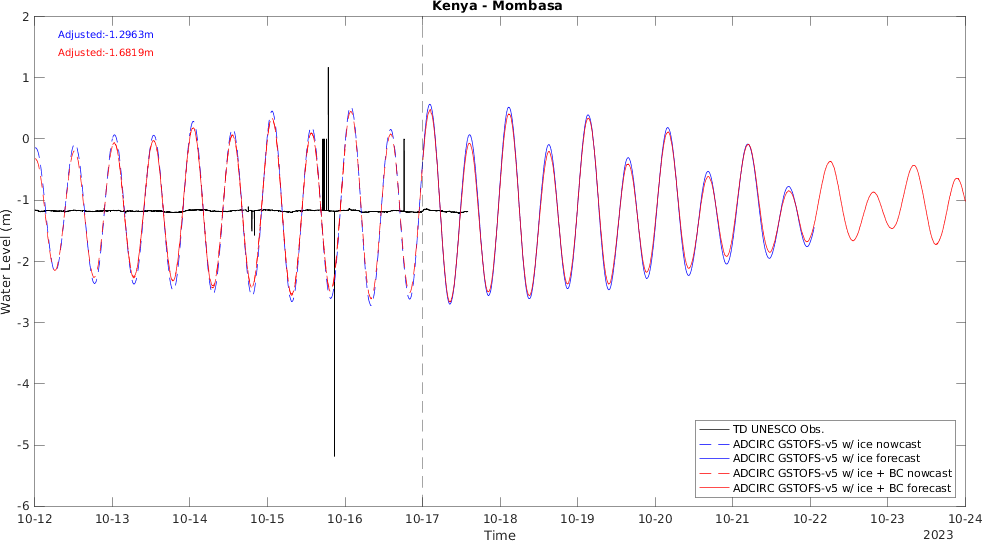 Kenya - Mombasa
Adjusted:-1.2963m
Adjusted:-1.6819m
2
1
0
-1
-2
-3
-4
-5
-6
Water Level (m)
TD UNESCO Obs.
ADCIRC GSTOFS-v5 w/ ice nowcast
ADCIRC GSTOFS-v5 w/ ice forecast
ADCIRC GSTOFS-v5 w/ ice + BC nowcast
ADCIRC GSTOFS-v5 w/ ice + BC forecast
10-12 10-13 10-14 10-15 10-16 10-17 10-18 10-19 10-20 10-21 10-22 10-23 10-24
Time
2023